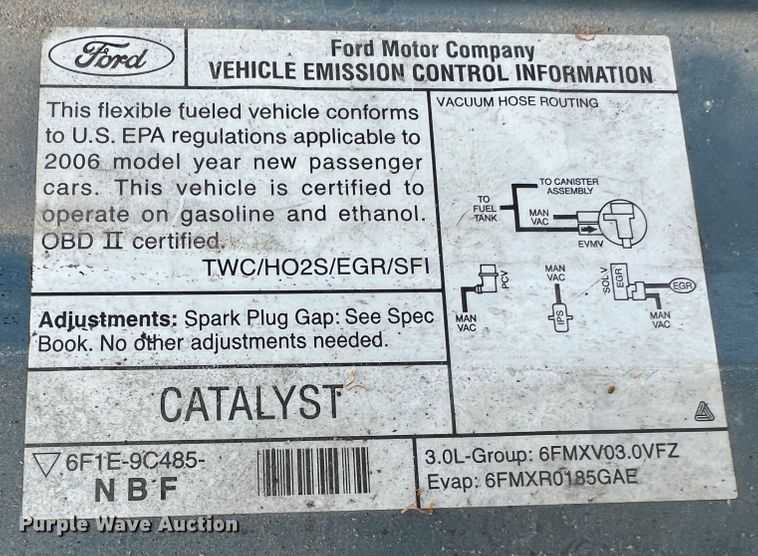 Ford
Ford Motor Company
VEHICLE EMISSION CONTROL INFORMATION
This flexible fueled vehicle conforms
to U.S. EPA regulations applicable to
2006 model year new passenger
cars. This vehicle is certified to
operate on gasoline and ethanol.
OBD II certified.
TWC/HO2S/EGR/SFI
Adjustments: Spark Plug Gap: See Spec
Book. No other adjustments needed.
CATALYST
VACUUM HOSE ROUTING
TO CANISTER
ASSEMBLY
TO
FUEL
TANK
MAN
VAC
EVMV
PCV
MAN
VAC
MAN
VAC
IPS
SOL V
EGR
EGR
MAN
VAC
6F1E-9C485-
NBF
3.0L-Group: 6FMXV03.0VFZ
Evap: 6FMXR0185GAE
Purple Wave Auction